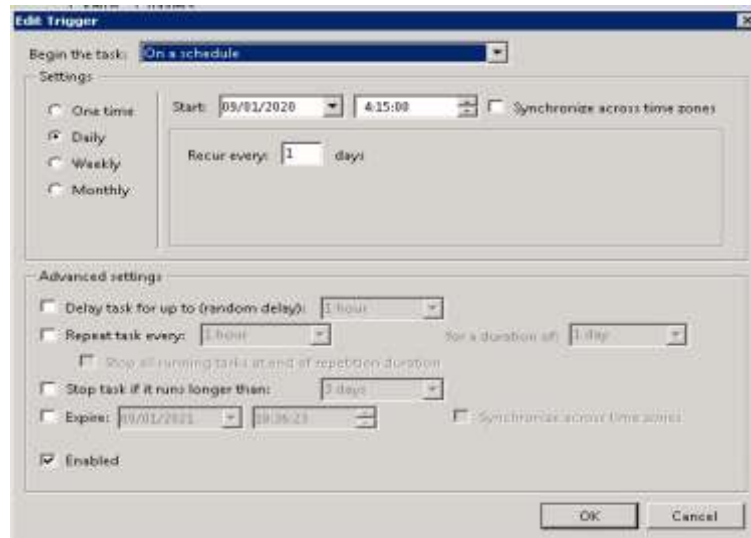 Edit Trigger
Begin the task: On a schedule
Settings
One time
Start: 09/01/2020 4:15:00 Synchronize across time zones
Daily
Recur every: 1 days
Weekly
Monthly
Advanced settings
Delay task for up to (random delay): 1 hour
Repeat task every: 1 hour for a duration of: 1 day
Stop all running tasks at end of repetition duration
Stop task if it runs longer than: 3 days
Expire: 09/01/2021 Synchronize across time zones
Enabled
OK Cancel